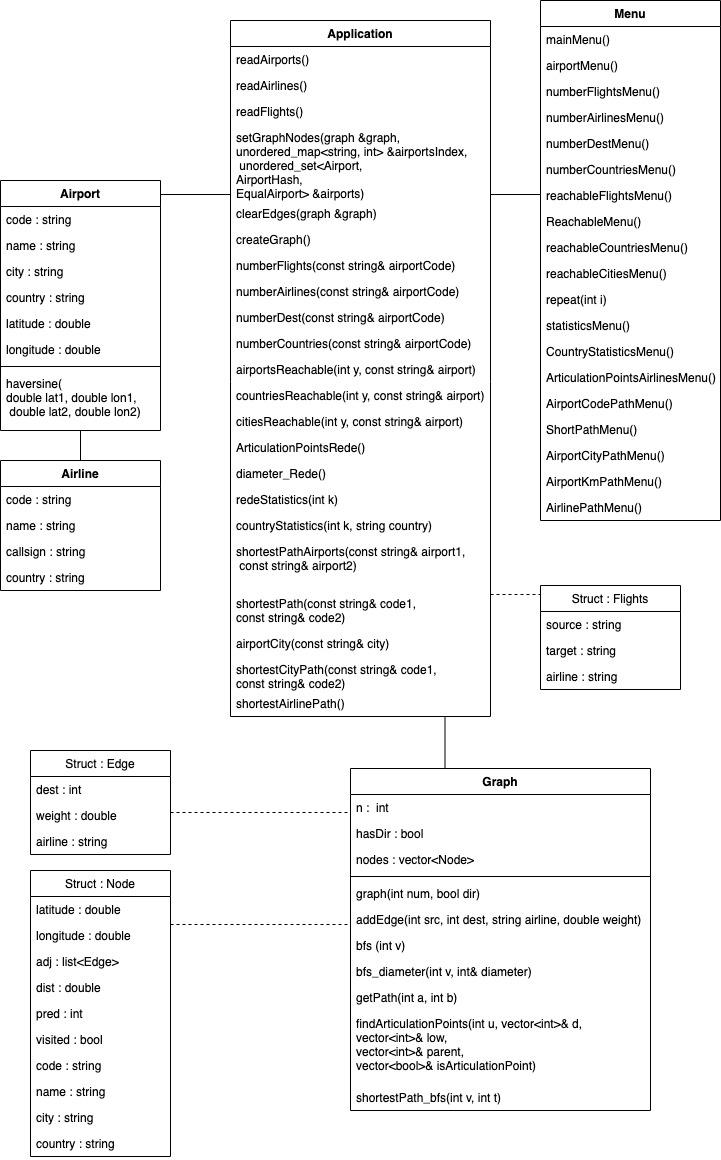 Application
readAirports()
readAirlines()
readFlights()
setGraphNodes(graph &graph,
unordered_map<string, int> &airportsIndex,
unordered_set<Airport,
AirportHash,
EqualAirport> &airports)
clearEdges(graph &graph)
createGraph()
numberFlights(const string& airportCode)
numberAirlines(const string& airportCode)
numberDest(const string& airportCode)
numberCountries(const string& airportCode)
airportsReachable(int y, const string& airport)
countriesReachable(int y, const string& airport)
citiesReachable(int y, const string& airport)
ArticulationPointsRede()
diameter_Rede()
redeStatistics(int k)
countryStatistics(int k, string country)
shortestPathAirports(const string& airport1,
const string& airport2)
shortestPath(const string& code1,
const string& code2)
airportCity(const string& city)
shortestCityPath(const string& code1,
const string& code2)
shortestAirlinePath()
Menu
mainMenu()
airportMenu()
numberFlightsMenu()
numberAirlinesMenu()
numberDestMenu()
numberCountriesMenu()
reachableFlightsMenu()
ReachableMenu()
reachableCountriesMenu()
reachableCitiesMenu()
repeat(int i)
statisticsMenu()
CountryStatisticsMenu()
ArticulationPointsAirlinesMenu()
AirportCodePathMenu()
ShortPathMenu()
AirportCityPathMenu()
AirportKmPathMenu()
AirlinePathMenu()
Airport
code : string
name : string
city : string
country : string
latitude : double
longitude : double
haversine(
double lat1, double lon1,
double lat2, double lon2)
Airline
code : string
name : string
callsign : string
country : string
Struct : Flights
source : string
target : string
airline : string
Struct : Edge
dest : int
weight : double
airline : string
Struct : Node
latitude : double
longitude : double
adj : list<Edge>
dist : double
pred : int
visited : bool
code : string
name : string
city : string
country : string
Graph
n : int
hasDir : bool
nodes : vector<Node>
graph(int num, bool dir)
addEdge(int src, int dest, string airline, double weight)
bfs (int v)
bfs_diameter(int v, int& diameter)
getPath(int a, int b)
findArticulationPoints(int u, vector<int>& d,
vector<int>& low,
vector<int>& parent,
vector<bool>& isArticulationPoint)
shortestPath_bfs(int v, int t)